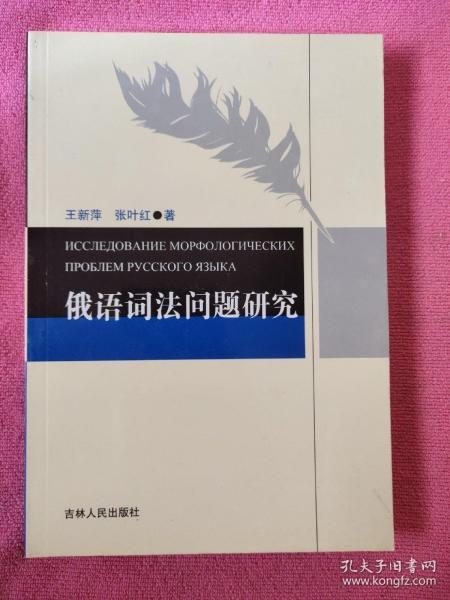 王新萍 张叶红●著
ИССЛЕДОВАНИЕ МОРФОЛОГИЧЕСКИХ
ПРОБЛЕМ РУССКОГО ЯЗЫКА
俄语词法问题研究
吉林人民出版社
孔夫子旧书网
www.kongfz.com